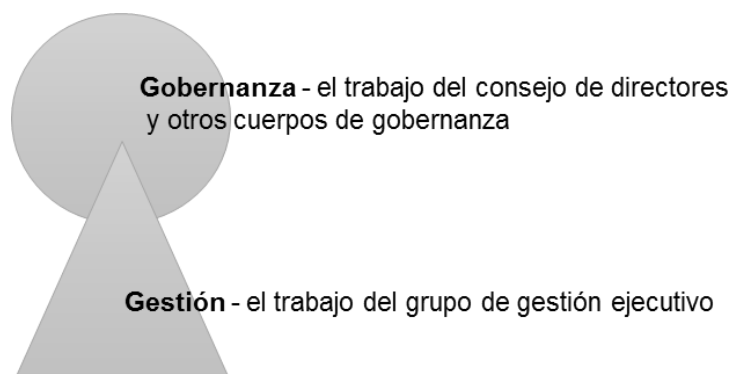 Gobernanza - el trabajo del consejo de directores
y otros cuerpos de gobernanza
Gestión - el trabajo del grupo de gestión ejecutivo